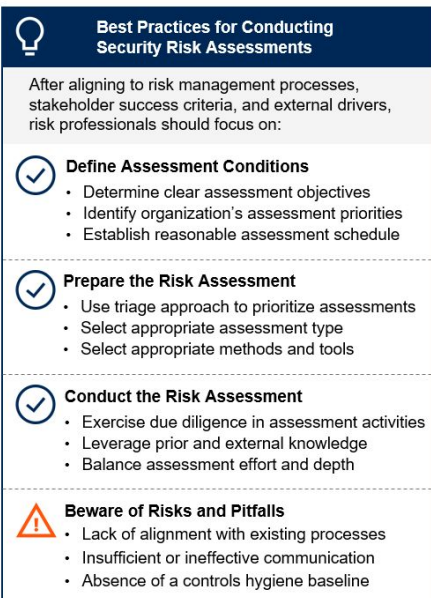 Best Practices for Conducting
Security Risk Assessments
After aligning to risk management processes,
stakeholder success criteria, and external drivers,
risk professionals should focus on:
Define Assessment Conditions
• Determine clear assessment objectives
• Identify organization’s assessment priorities
• Establish reasonable assessment schedule
Prepare the Risk Assessment
• Use triage approach to prioritize assessments
• Select appropriate assessment type
• Select appropriate methods and tools
Conduct the Risk Assessment
• Exercise due diligence in assessment activities
• Leverage prior and external knowledge
• Balance assessment effort and depth
Beware of Risks and Pitfalls
• Lack of alignment with existing processes
• Insufficient or ineffective communication
• Absence of a controls hygiene baseline